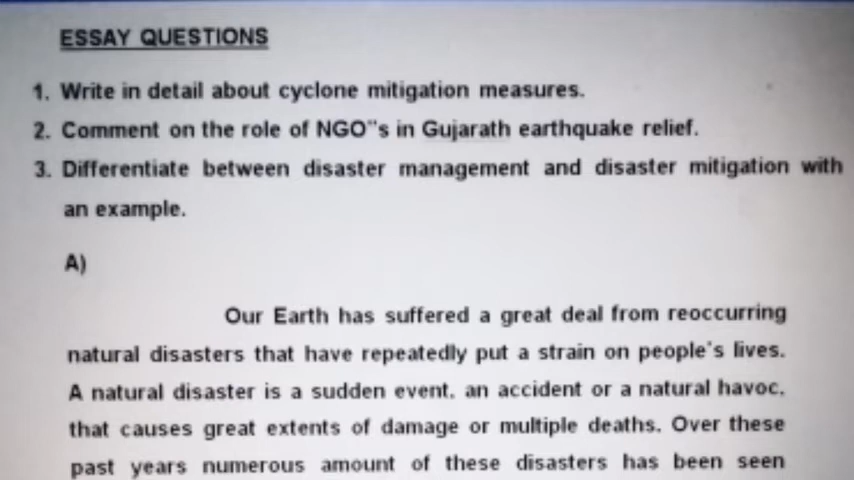 ESSAY QUESTIONS
1. Write in detail about cyclone mitigation measures.
2. Comment on the role of NGO"s in Gujarath earthquake relief.
3. Differentiate between disaster management and disaster mitigation with
an example.
A)
Our Earth has suffered a great deal from reoccurring
natural disasters that have repeatedly put a strain on people's lives.
A natural disaster is a sudden event, an accident or a natural havoc,
that causes great extents of damage or multiple deaths. Over these
past years numerous amount of these disasters has been seen